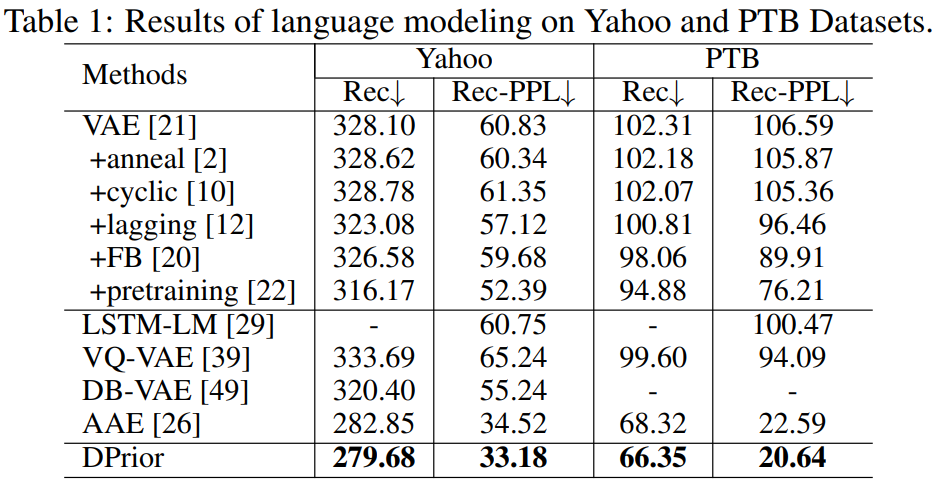 Table 1: Results of language modeling on Yahoo and PTB Datasets.
Methods Yahoo PTB
Rec↓ Rec-PPL↓ Rec↓ Rec-PPL↓
VAE [21] 328.10 60.83 102.31 106.59
+anneal [2] 328.62 60.34 102.18 105.87
+cyclic [10] 328.78 61.35 102.07 105.36
+lagging [12] 323.08 57.12 100.81 96.46
+FB [20] 326.58 59.68 98.06 89.91
+pretraining [22] 316.17 52.39 94.88 76.21
LSTM-LM [29] - 60.75 - 100.47
VQ-VAE [39] 333.69 65.24 99.60 94.09
DB-VAE [49] 320.40 55.24 - -
AAE [26] 282.85 34.52 68.32 22.59
DPrior 279.68 33.18 66.35 20.64